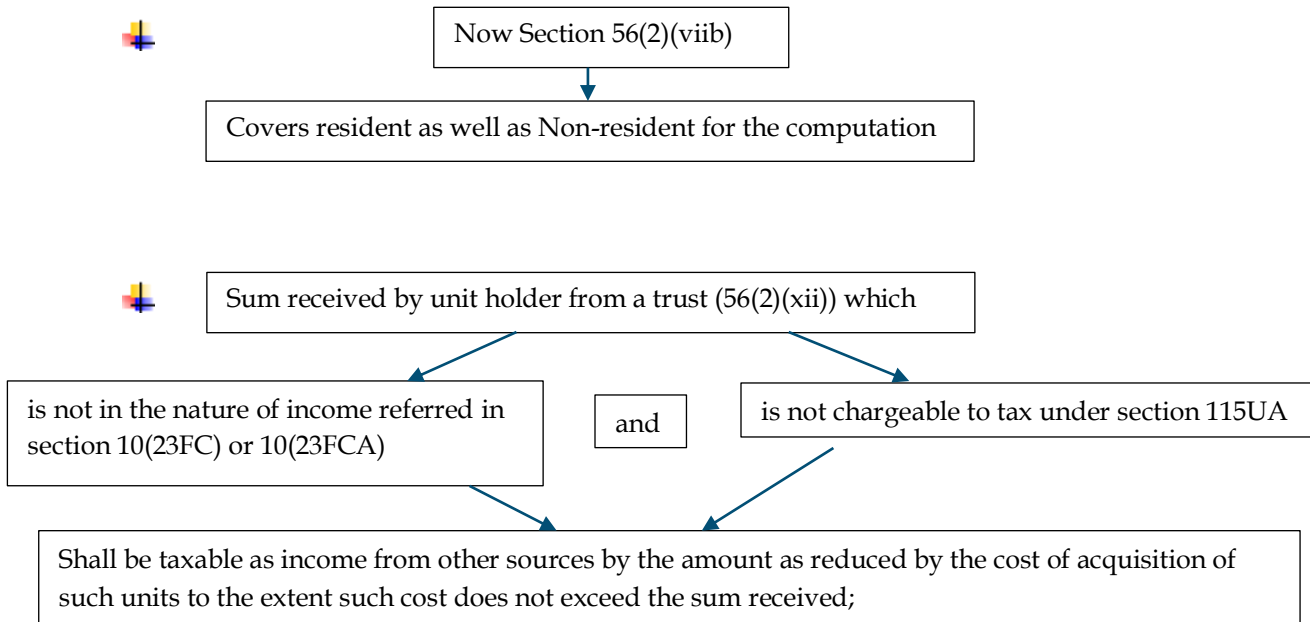 Now Section 56(2)(viib)
Covers resident as well as Non-resident for the computation
Sum received by unit holder from a trust (56(2)(xii)) which
is not in the nature of income referred in
section 10(23FC) or 10(23FCA)
and
is not chargeable to tax under section 115UA
Shall be taxable as income from other sources by the amount as reduced by the cost of acquisition of
such units to the extent such cost does not exceed the sum received;